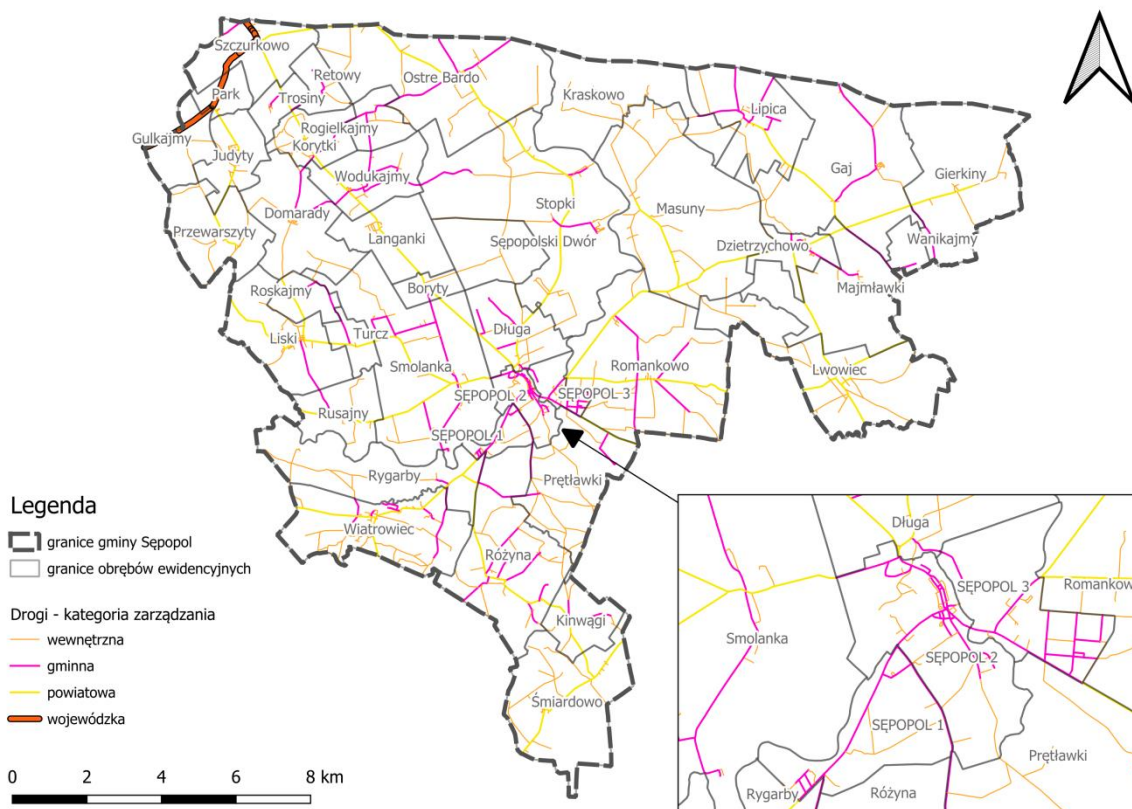 Szczurkowo
Retowy
Ostre Bardo
Park
Trosiny
Kraskowo
Lipica
Gulkajmy
Rogielkajmy
Korytki
Judyty
Wodukajmy
Gaj
Gierkiny
Stopki
Masuny
Domarady
Przewarszyty
Langanki
Sępopolski Dwór
Dzietrzychowo
Wanikajmy
Roskajmy
Boryty
Majmławki
Liski
Turcz
Długa
Smolanka
Romankowo
Lwowiec
SĘPOPOL 2
SĘPOPOL 3
Rusajny
SĘPOPOL 1
Rygarby
Prętławki
Wiatrowiec
Różyna
Kinwągi
Śmiardowo
Legenda
granice gminy Sępopol
granice obrębów ewidencyjnych
Drogi - kategoria zarządzania
wewnętrzna
gminna
powiatowa
wojewódzka
0 2 4 6 8 km
Długa
SĘPOPOL 3
Romankow
Smolanka
SĘPOPOL 2
SĘPOPOL 1
Prętławki
Rygarby
Różyna